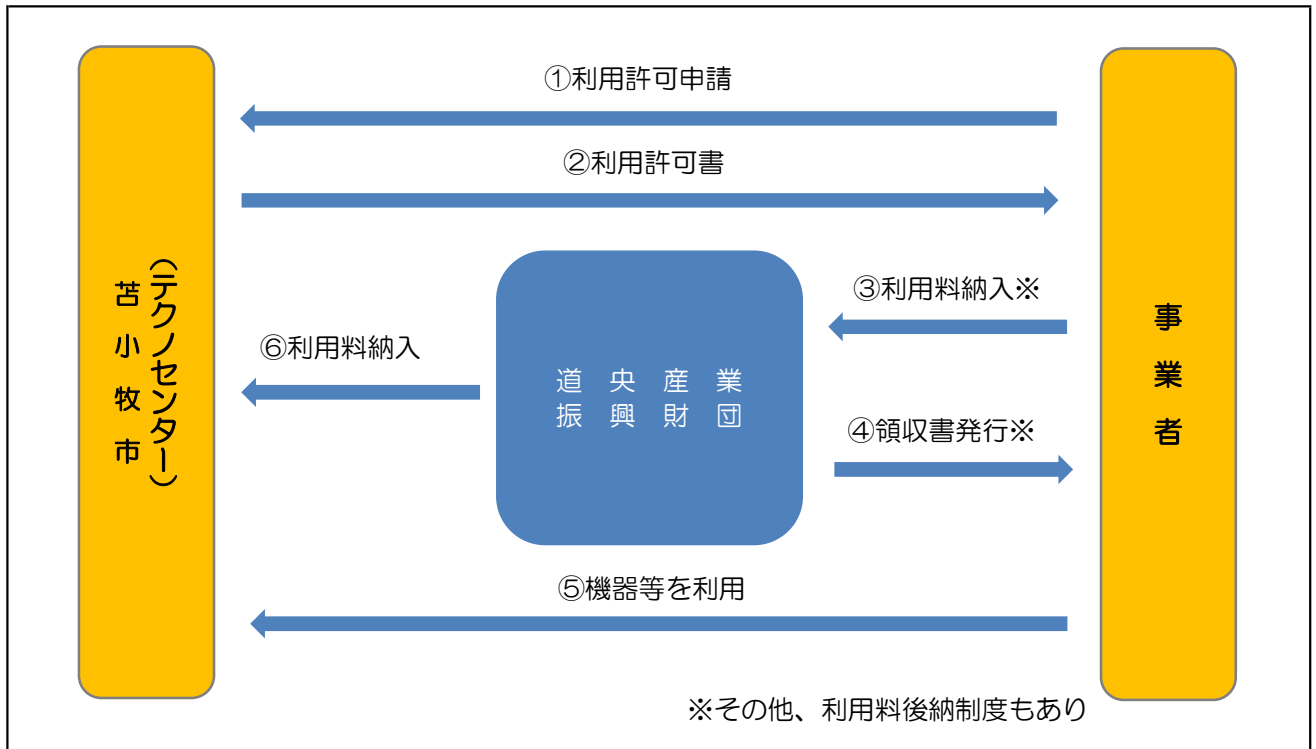 ①利用許可申請
②利用許可書
(テクノセンター)
苫小牧市
③利用料納入※
事業者
⑥利用料納入
道央産業
振興財団
④領収書発行※
⑤機器等を利用
※その他、利用料後納制度もあり